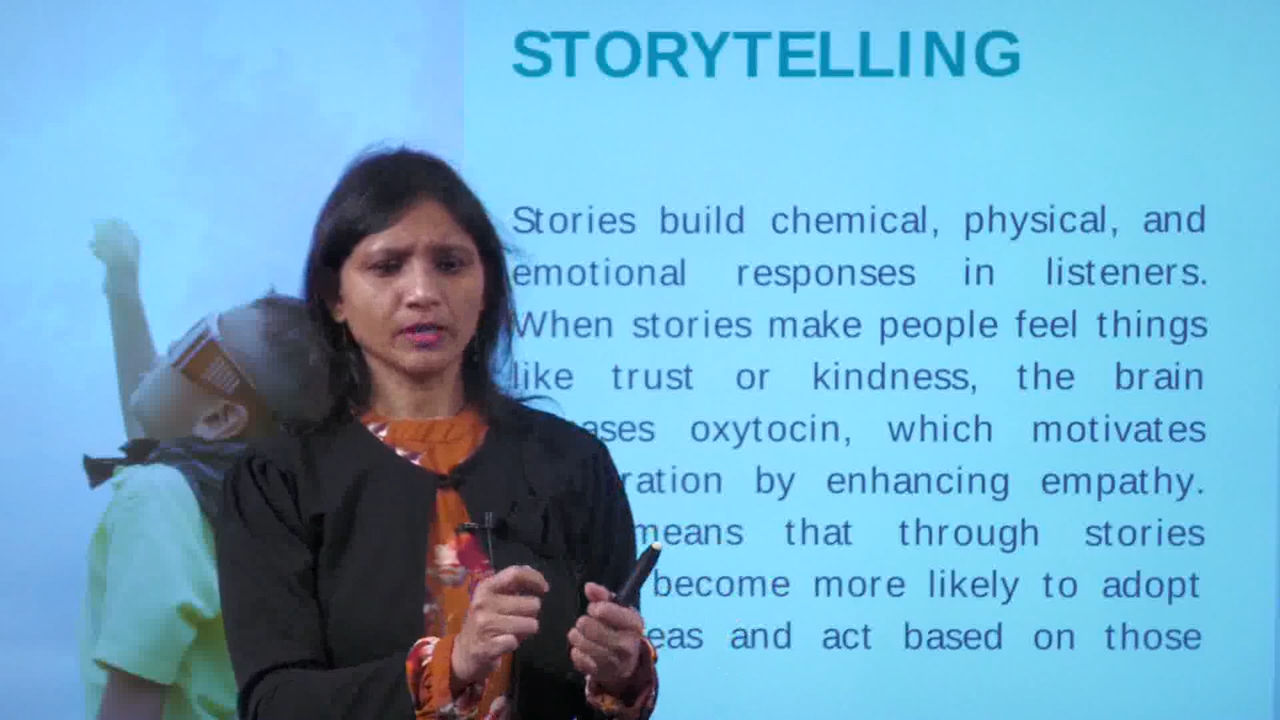 STORYTELLING
Stories build chemical, physical, and
emotional responses in listeners.
When stories make people feel things
like trust or kindness, the brain
oxytocin, which motivates
by enhancing empathy.
means that through stories
become more likely to adopt
and act based on those